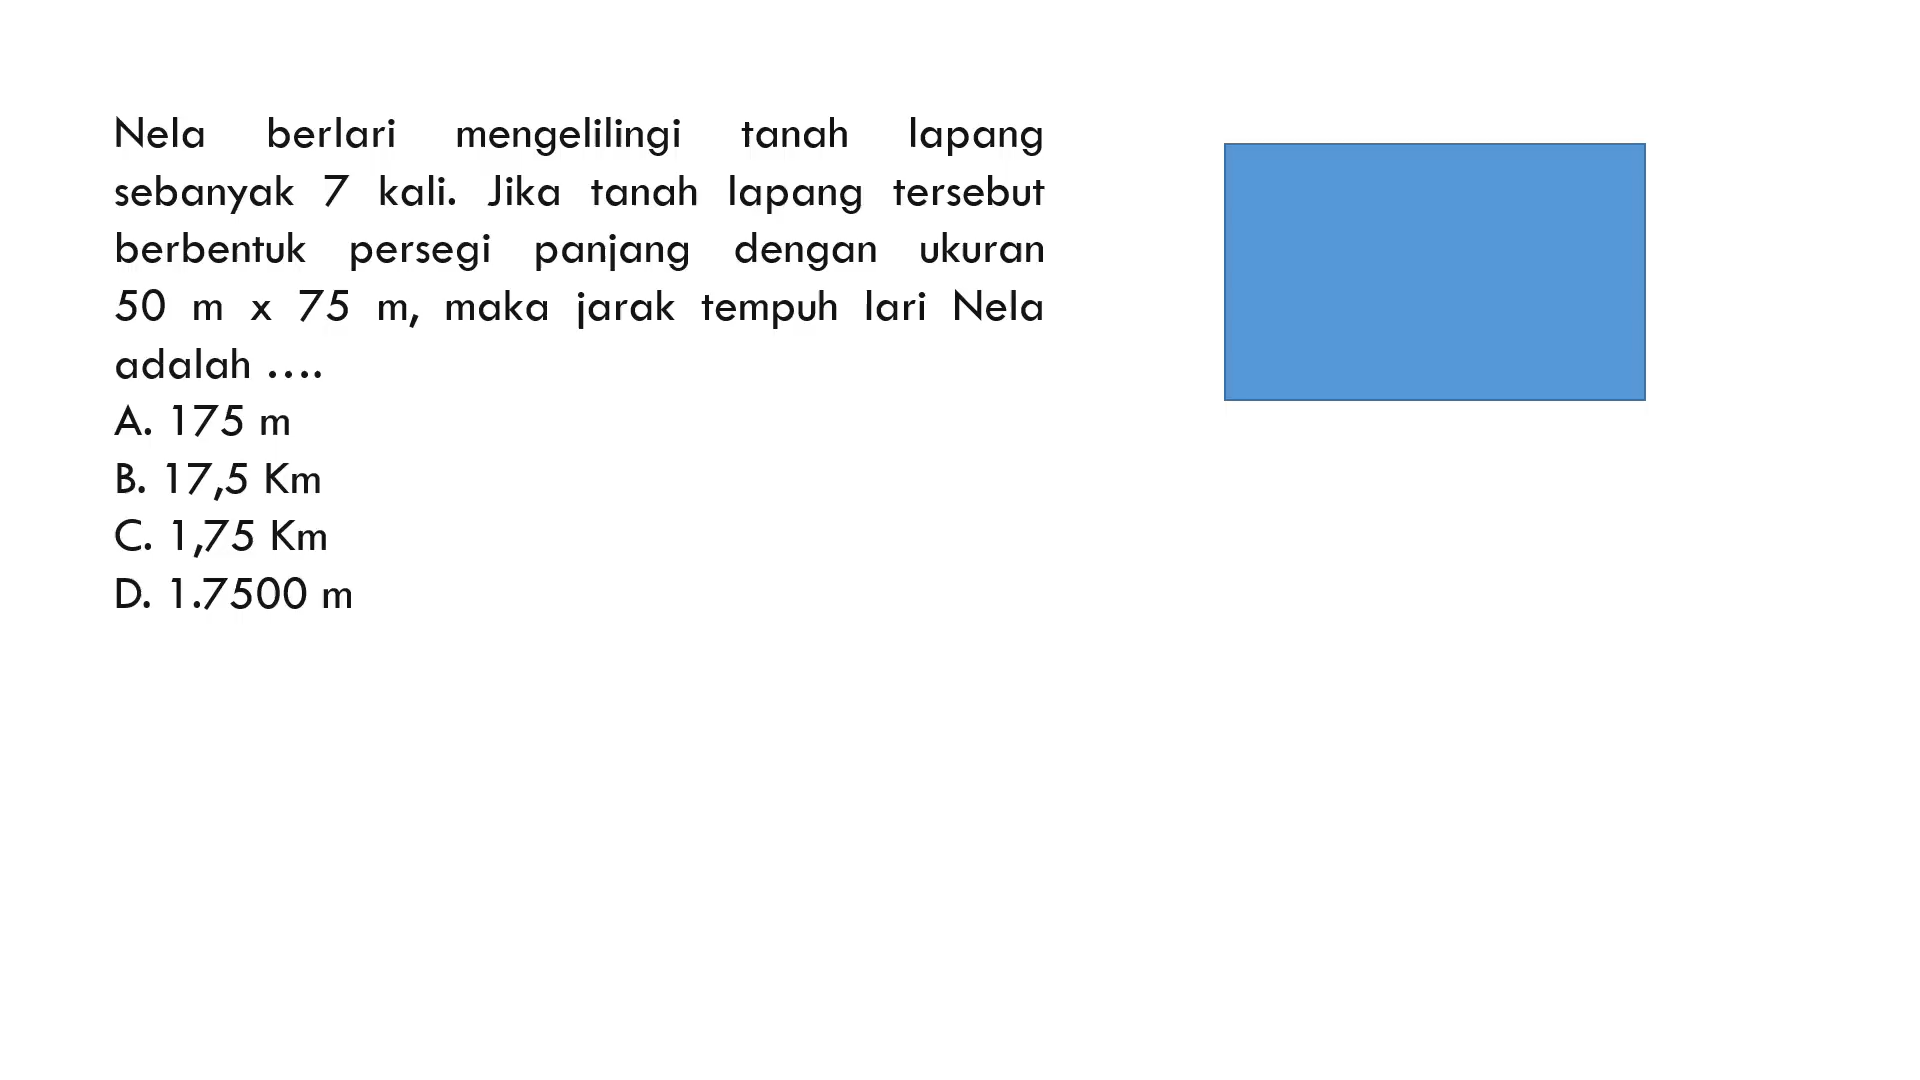 Nela berlari mengelilingi tanah lapang
sebanyak 7 kali. Jika tanah lapang tersebut
berbentuk persegi panjang dengan ukuran
50 m x 75 m, maka jarak tempuh lari Nela
adalah ….
A. 175 m
B. 17,5 Km
C. 1,75 Km
D. 1.7500 m